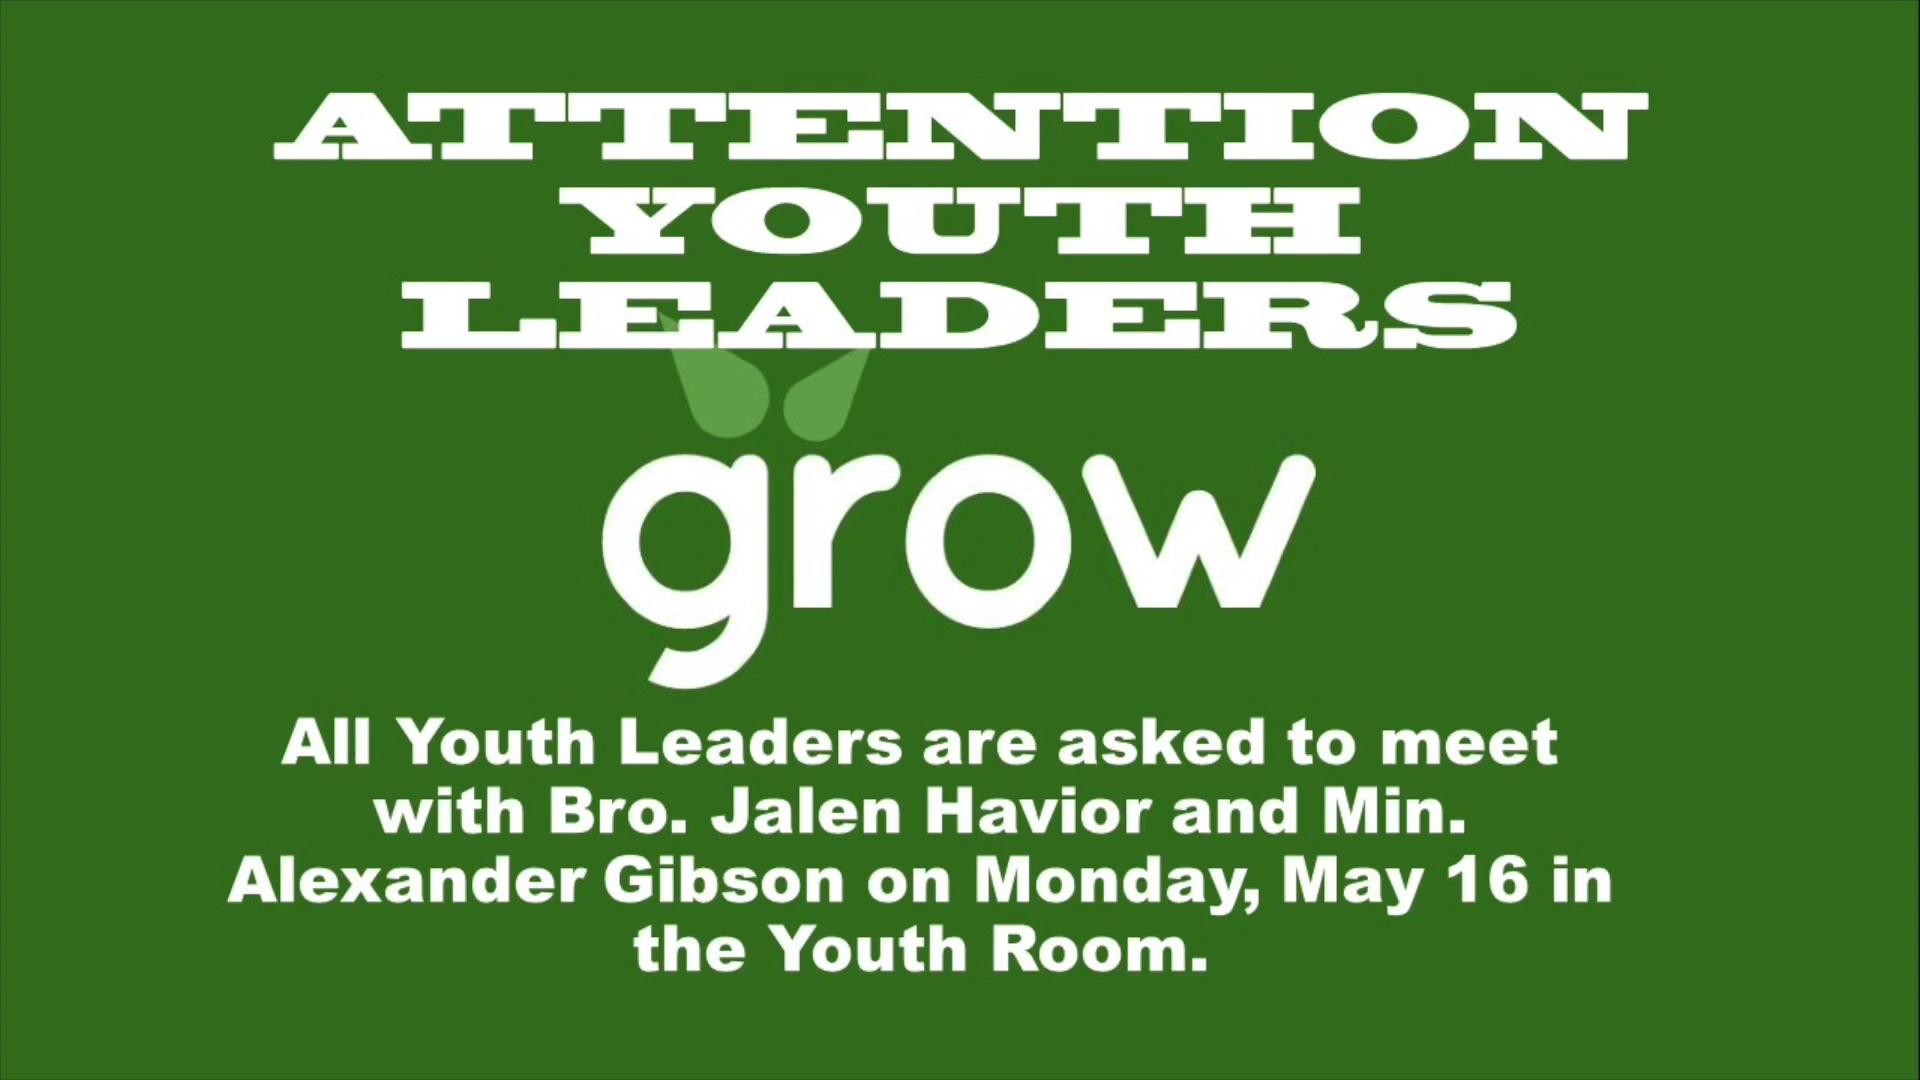 ATTENTION
YOUTH
LEADERS
grow
All Youth Leaders are asked to meet
with Bro. Jalen Havior and Min.
Alexander Gibson on Monday, May 16 in
the Youth Room.